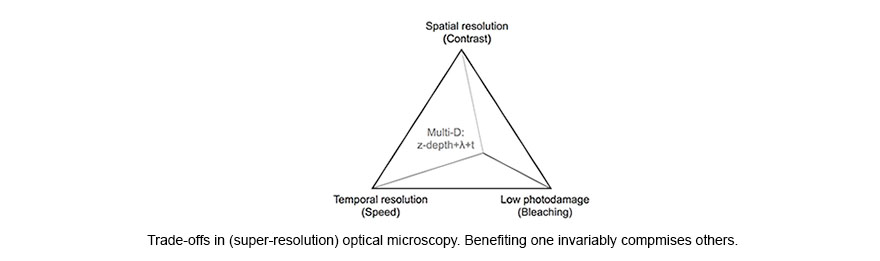 Spatial resolution
(Contrast)
Multi-D:
z-depth+λ+t
Temporal resolution
(Speed)
Low photodamage
(Bleaching)
Trade-offs in (super-resolution) optical microscopy. Benefiting one invariably compmises others.